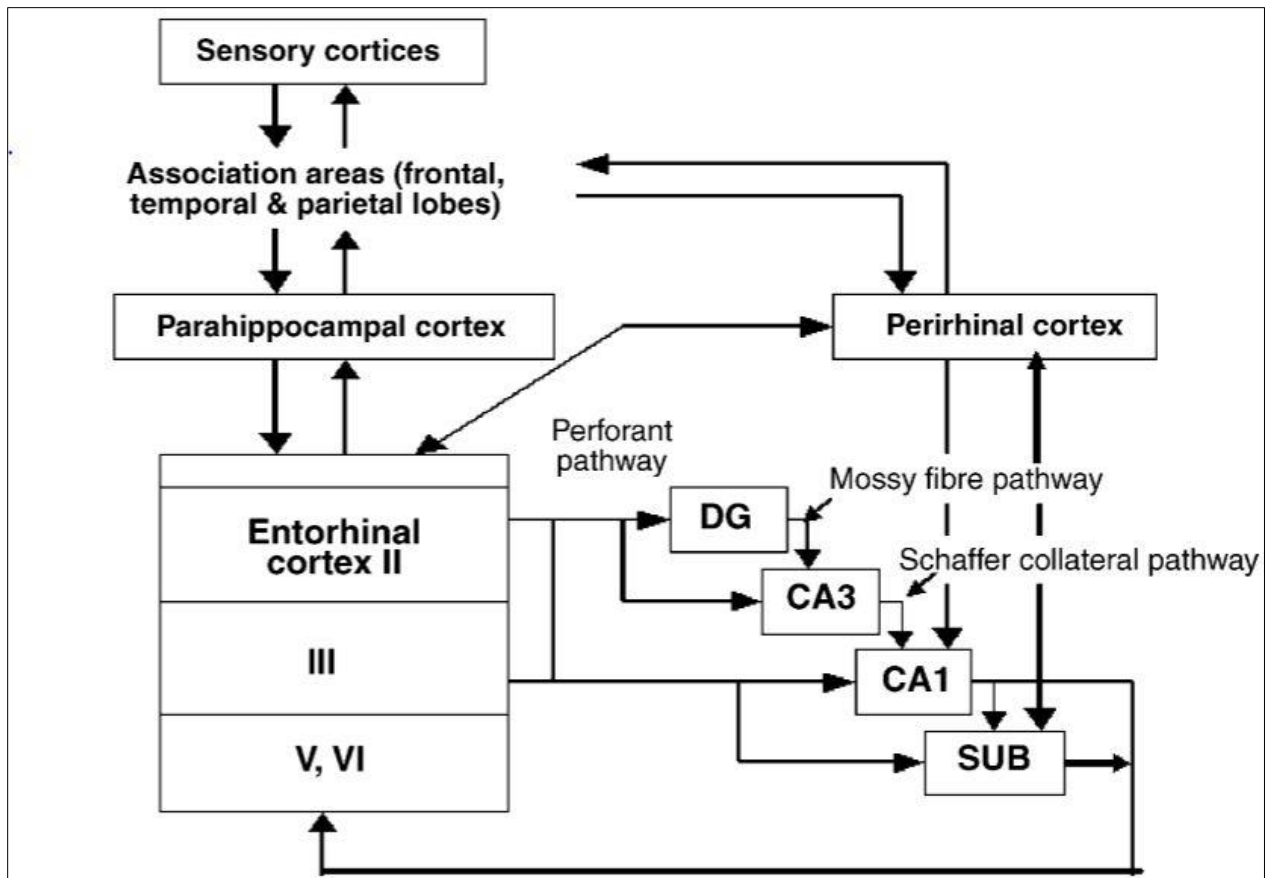 Sensory cortices
Association areas (frontal,
temporal & parietal lobes)
Parahippocampal cortex
Perirhinal cortex
Perforant
pathway
Mossy fibre pathway
DG
Entorhinal
cortex II
Schaffer collateral pathway
CA3
III
CA1
V, VI
SUB